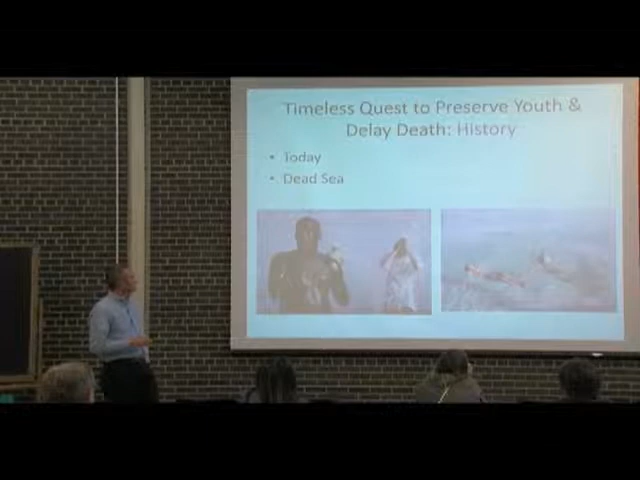 Timeless Quest to Preserve Youth &
Delay Death: History
• Today
• Dead Sea